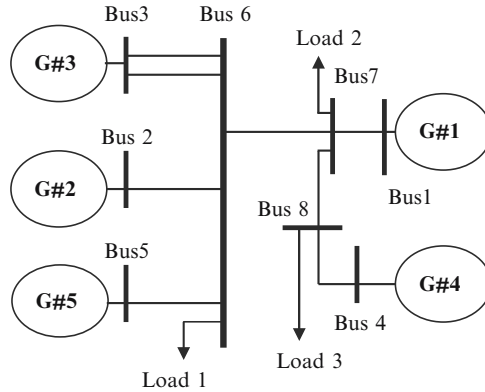 Bus3
Bus 6
G#3
Load 2
Bus7
G#1
Bus 2
G#2
Bus1
Bus 8
Bus5
G#5
G#4
Bus 4
Load 1
Load 3